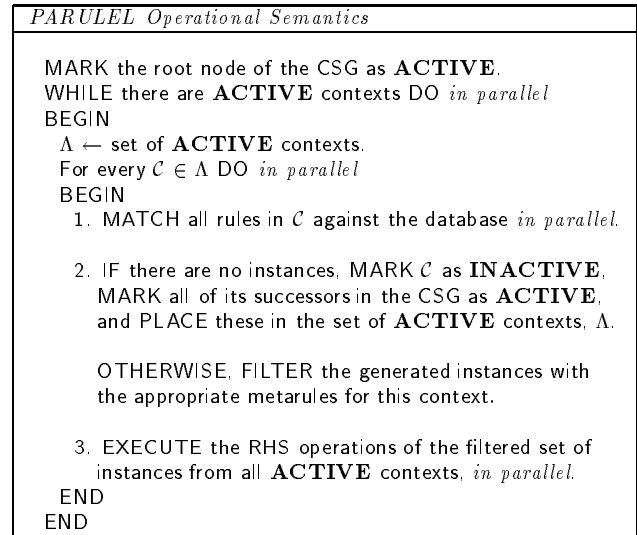 PARULEL Operational Semantics
MARK the root node of the CSG as ACTIVE.
WHILE there are ACTIVE contexts DO in parallel
BEGIN
Λ ← set of ACTIVE contexts.
For every C ∈ Λ DO in parallel
BEGIN
1. MATCH all rules in C against the database in parallel.
2. IF there are no instances, MARK C as INACTIVE,
MARK all of its successors in the CSG as ACTIVE,
and PLACE these in the set of ACTIVE contexts, Λ.
OTHERWISE, FILTER the generated instances with
the appropriate metarules for this context.
3. EXECUTE the RHS operations of the filtered set of
instances from all ACTIVE contexts, in parallel.
END
END